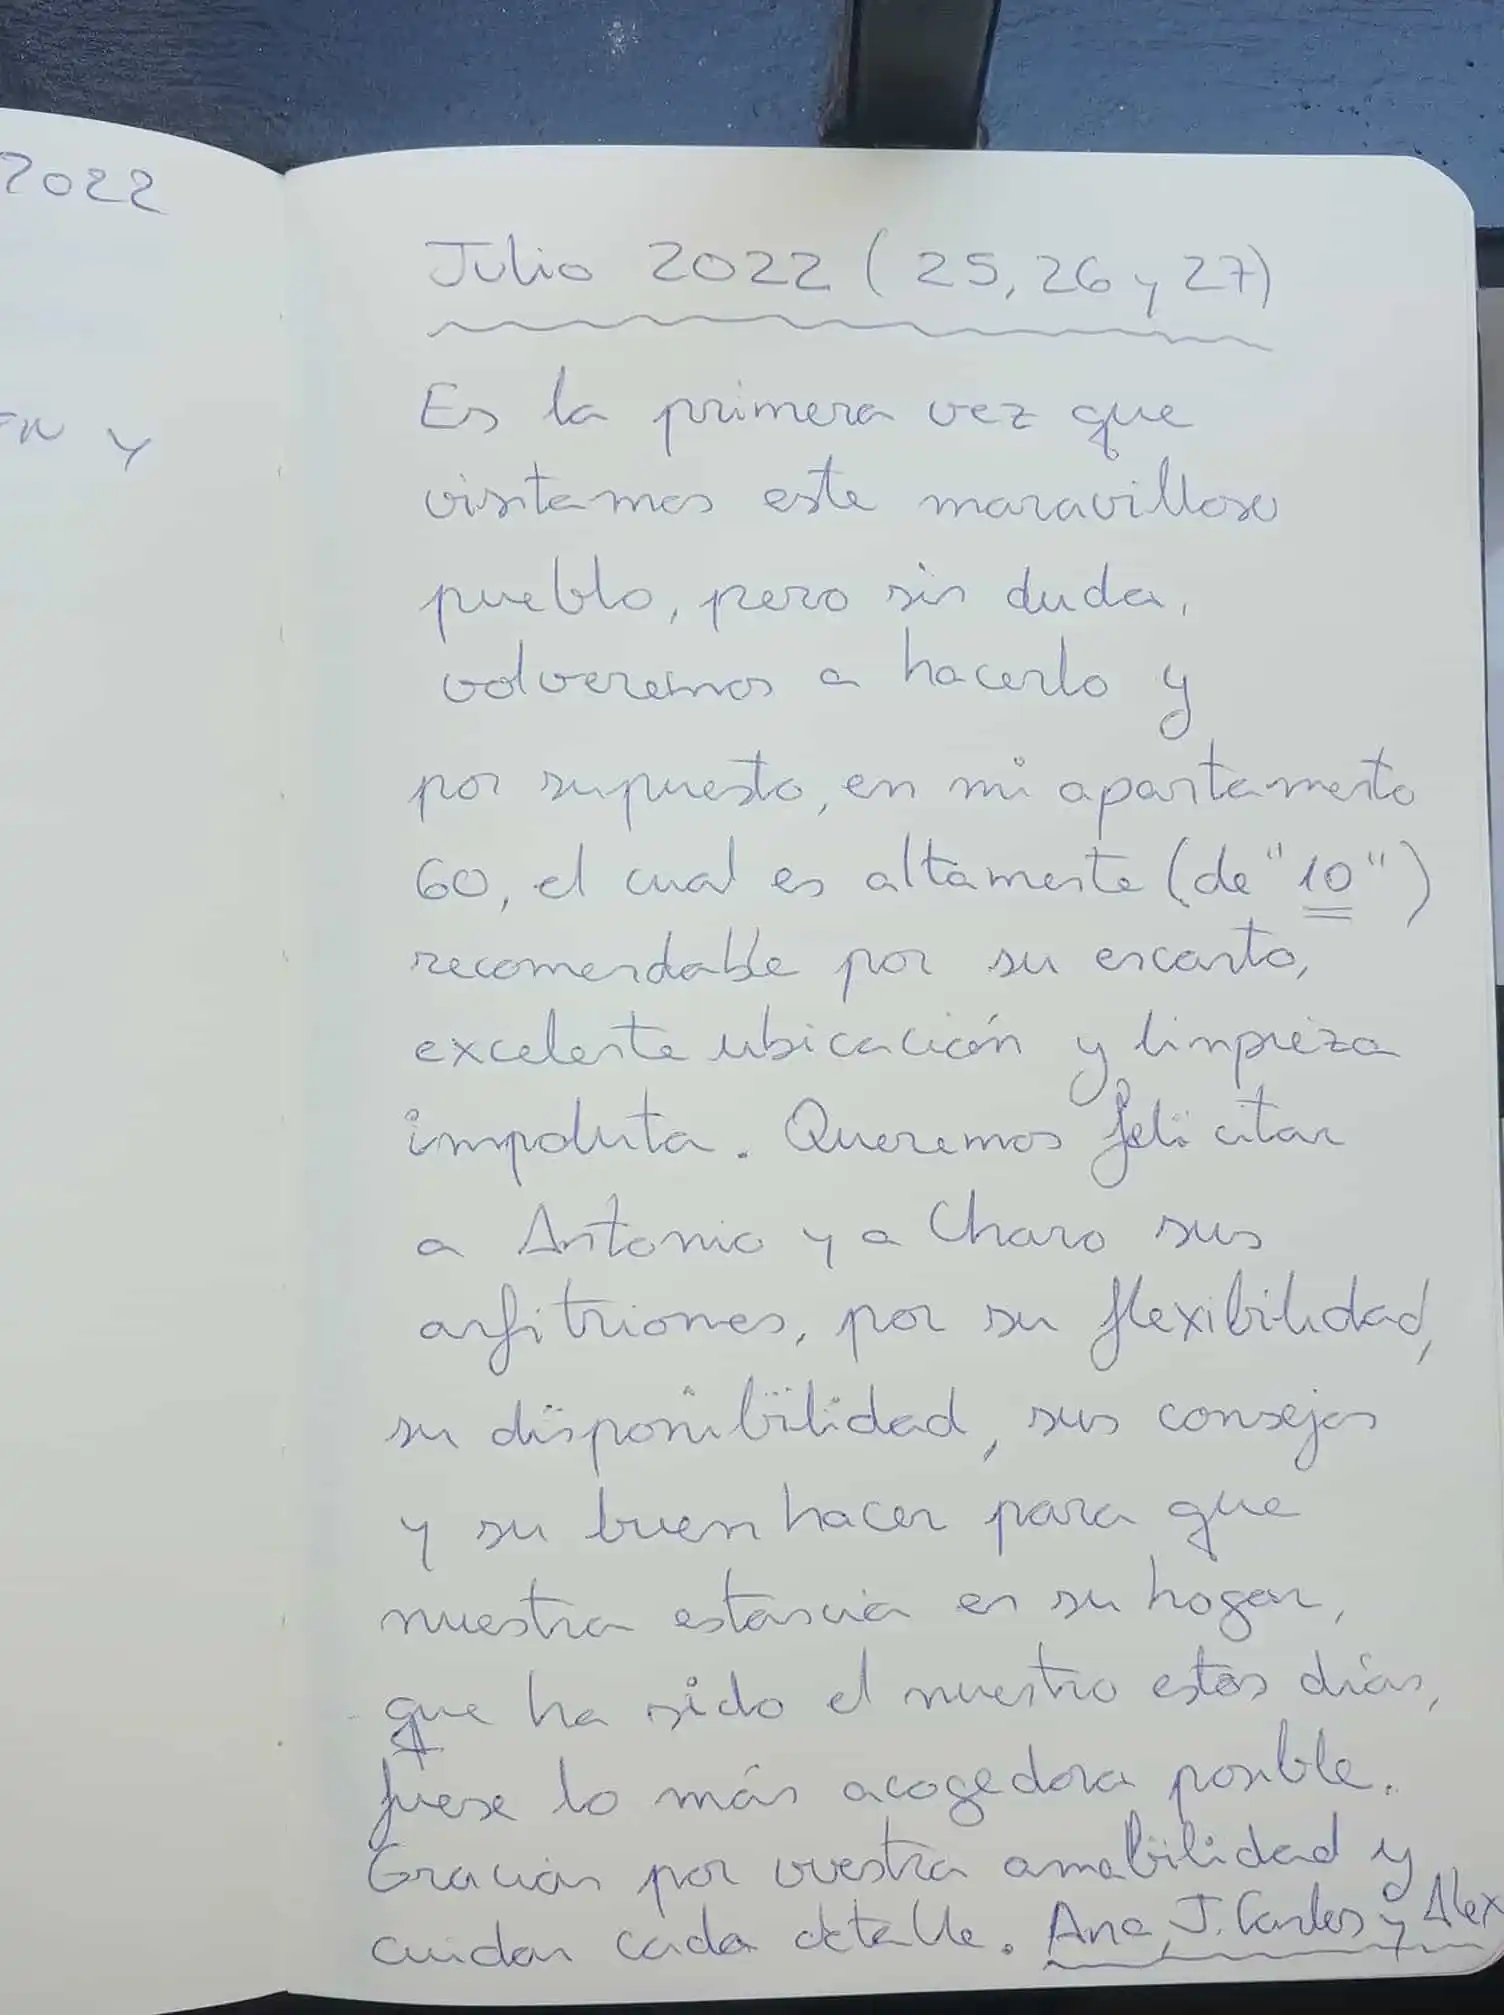 2022
y
Julio 2022 (25, 26 y 27)
Es la primera vez que
visitamos este maravilloso
pueblo, pero sin duda,
volveremos a hacerlo y
por supuesto, en mi apartamento
60, el cual es altamente (de "10")
recomendable por su encanto,
excelente ubicación y limpieza
impoluta. Queremos felicitar
a Antonio y a Charo sus
anfitriones, por su flexibilidad,
su disponibilidad, sus consejos
y su buen hacer para que
nuestra estancia en su hogar,
que ha sido el nuestro estos días,
fuese lo más acogedora posible.
Gracias por vuestra amabilidad y
cuidar cada detalle. Ana, J. Carlos y Alex